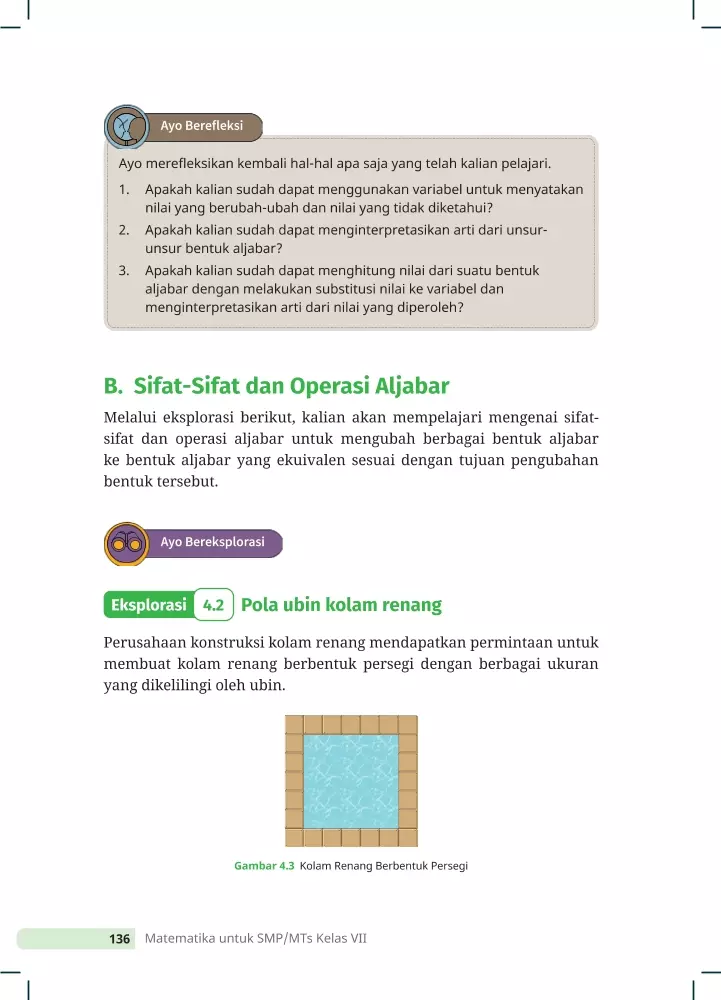 Ayo Berefleksi
Ayo merefleksikan kembali hal-hal apa saja yang telah kalian pelajari.
1. Apakah kalian sudah dapat menggunakan variabel untuk menyatakan
nilai yang berubah-ubah dan nilai yang tidak diketahui?
2. Apakah kalian sudah dapat menginterpretasikan arti dari unsur-
unsur bentuk aljabar?
3. Apakah kalian sudah dapat menghitung nilai dari suatu bentuk
aljabar dengan melakukan substitusi nilai ke variabel dan
menginterpretasikan arti dari nilai yang diperoleh?
B. Sifat-Sifat dan Operasi Aljabar
Melalui eksplorasi berikut, kalian akan mempelajari mengenai sifat-
sifat dan operasi aljabar untuk mengubah berbagai bentuk aljabar
ke bentuk aljabar yang ekuivalen sesuai dengan tujuan pengubahan
bentuk tersebut.
Ayo Bereksplorasi
Eksplorasi 4.2 Pola ubin kolam renang
Perusahaan konstruksi kolam renang mendapatkan permintaan untuk
membuat kolam renang berbentuk persegi dengan berbagai ukuran
yang dikelilingi oleh ubin.
Gambar 4.3 Kolam Renang Berbentuk Persegi
136 Matematika untuk SMP/MTs Kelas VII